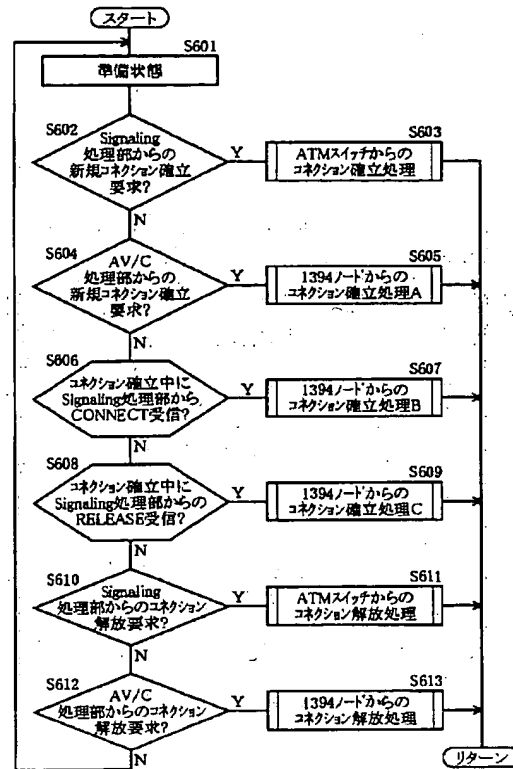 スタート
S601
準備状態
S602
Signaling
処理部からの
新規コネクション確立
要求?
Y
S603
ATMスイッチからの
コネクション確立処理
N
S604
AV/C
処理部からの
新規コネクション確立
要求?
Y
S605
1394ノードからの
コネクション確立処理A
N
S606
コネクション確立中に
Signaling処理部から
CONNECT受信?
Y
S607
1394ノードからの
コネクション確立処理B
N
S608
コネクション確立中に
Signaling処理部からの
RELEASE受信?
Y
S609
1394ノードからの
コネクション確立処理C
N
S610
Signaling
処理部からのコネクション
解放要求?
Y
S611
ATMスイッチからの
コネクション解放処理
N
S612
AV/C
処理部からのコネクション
解放要求?
Y
S613
1394ノードからの
コネクション解放処理
N
リターン